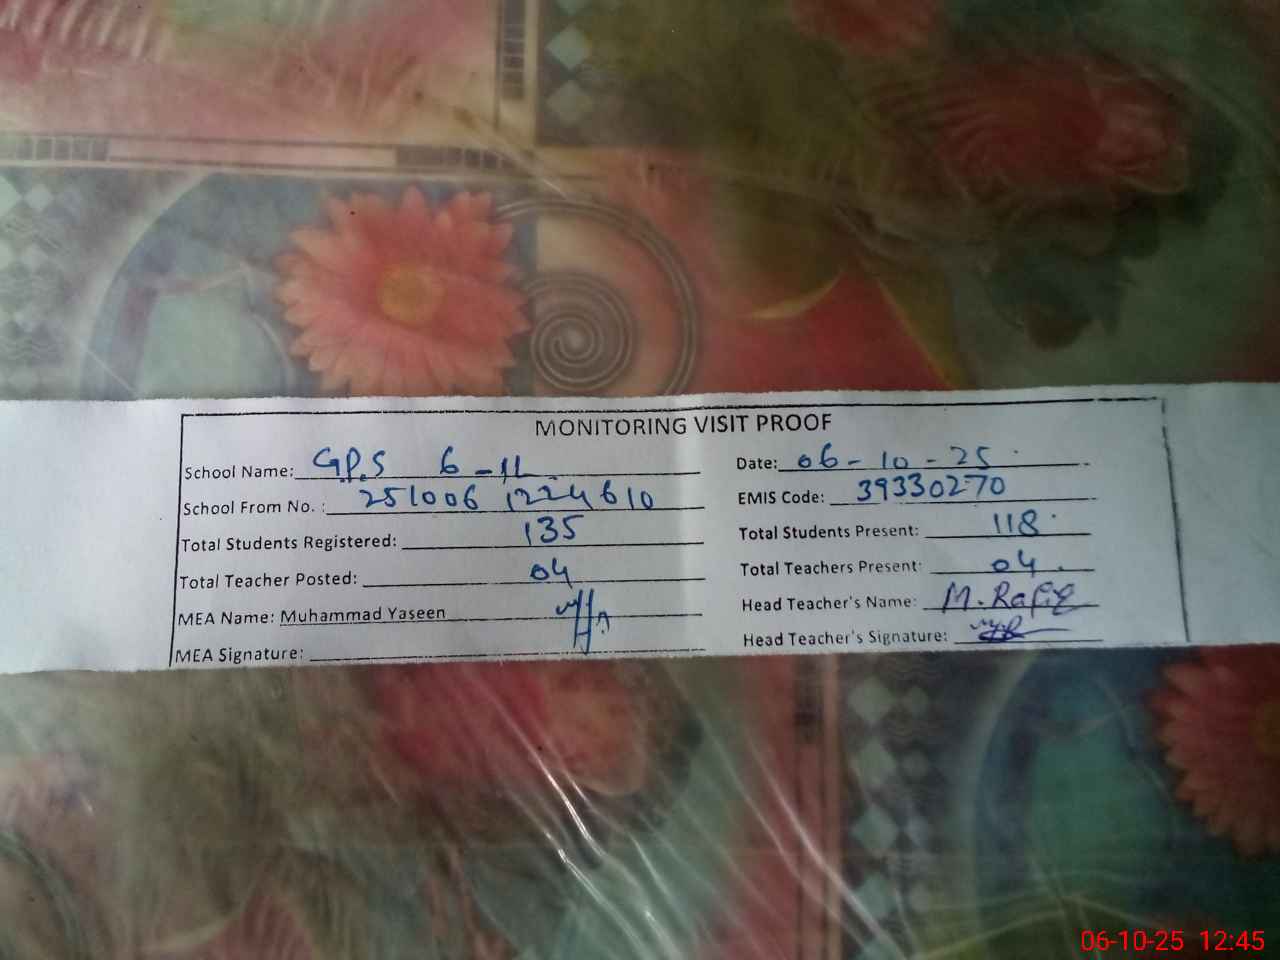 MONITORING VISIT PROOF
School Name: G.P.S 6-11.L Date: 06-10-25
School From No. : 251006 1224610 EMIS Code: 39330270
Total Students Registered: 135 Total Students Present: 118
Total Teacher Posted: 04 Total Teachers Present: 04
MEA Name: Muhammad Yaseen Head Teacher's Name: M. Rafiq
MEA Signature: Head Teacher's Signature:
06-10-25 12:45